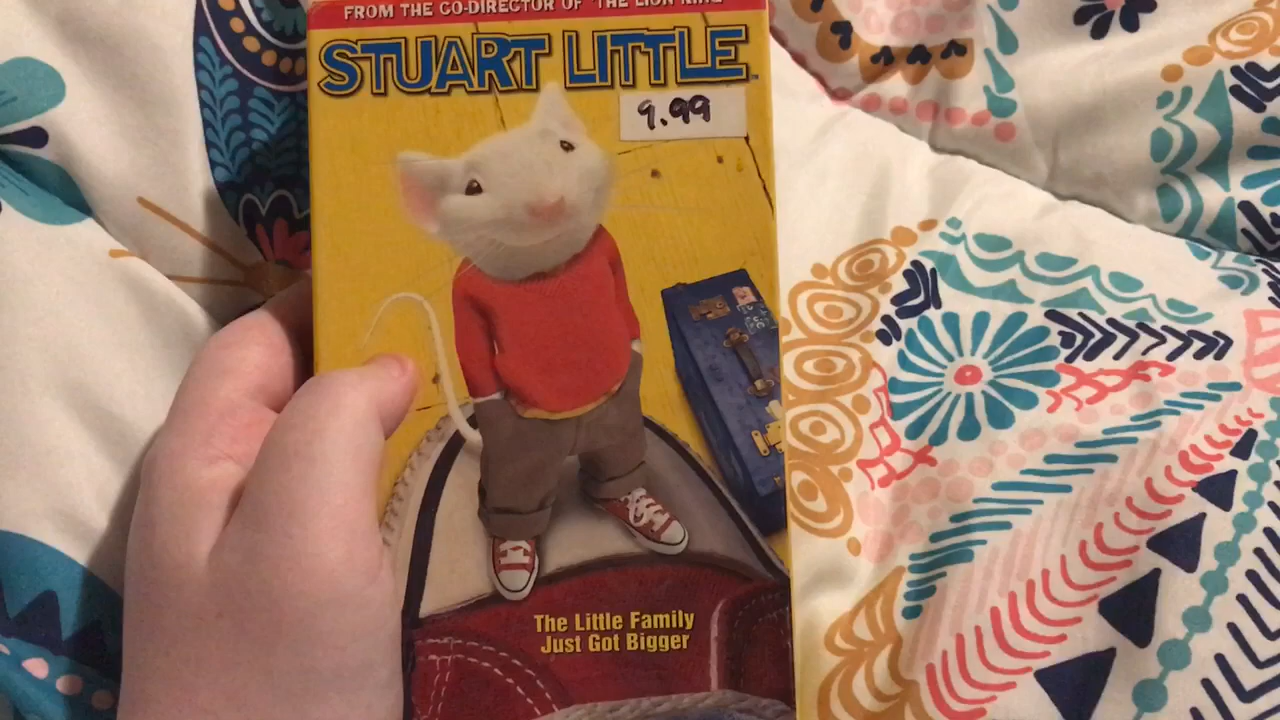 FROM THE CO-DIRECTOR OF "THE LION KING"
STUART LITTLE
9.99
The Little Family
Just Got Bigger